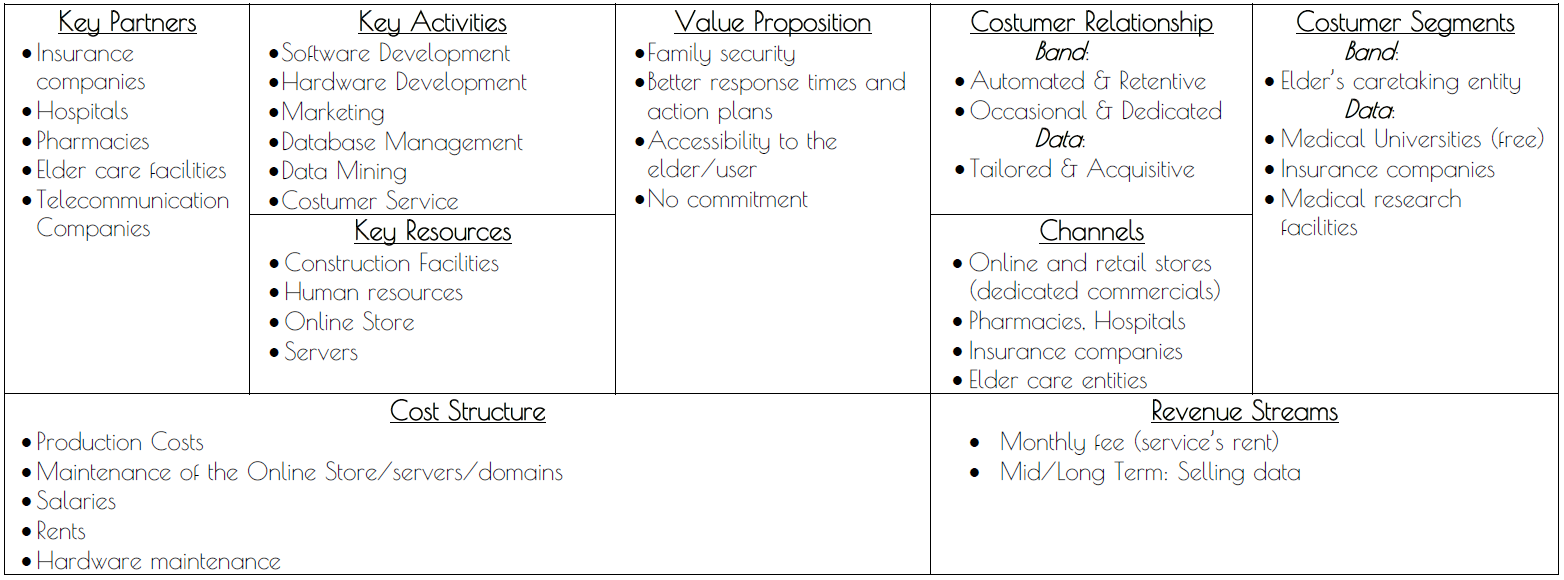 Key Partners
• Insurance
companies
• Hospitals
• Pharmacies
• Elder care facilities
• Telecommunication
Companies
Key Activities
• Software Development
• Hardware Development
• Marketing
• Database Management
• Data Mining
• Costumer Service
Key Resources
• Construction Facilities
• Human resources
• Online Store
• Servers
Value Proposition
• Family security
• Better response times and
action plans
• Accessibility to the
elder/user
• No commitment
Costumer Relationship
Band:
• Automated & Retentive
• Occasional & Dedicated
Data:
• Tailored & Acquisitive
Channels
• Online and retail stores
(dedicated commercials)
• Pharmacies, Hospitals
• Insurance companies
• Elder care entities
Costumer Segments
Band:
• Elder's caretaking entity
Data:
• Medical Universities (free)
• Insurance companies
• Medical research
facilities
Cost Structure
• Production Costs
• Maintenance of the Online Store/servers/domains
• Salaries
• Rents
• Hardware maintenance
Revenue Streams
• Monthly fee (service's rent)
• Mid/Long Term: Selling data